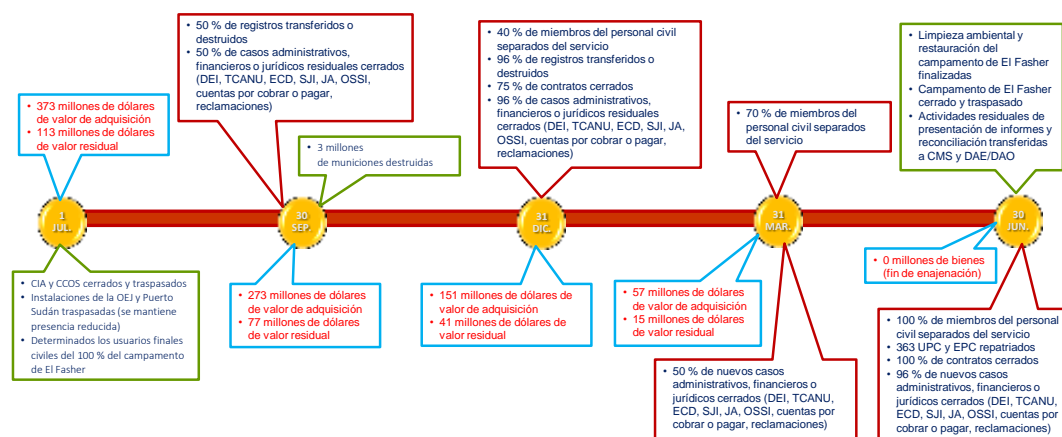 • 373 millones de dólares
de valor de adquisición
• 113 millones de dólares
de valor residual
• 50 % de registros transferidos o
destruidos
• 50 % de casos administrativos,
financieros o jurídicos residuales cerrados
(DEI, TCANU, ECD, SJI, JA, OSSI,
cuentas por cobrar o pagar,
reclamaciones)
• 3 millones
de municiones destruidas
• 40 % de miembros del personal civil
separados del servicio
• 96 % de registros transferidos o
destruidos
• 75 % de contratos cerrados
• 96 % de casos administrativos,
financieros o jurídicos residuales
cerrados (DEI, TCANU, ECD, SJI, JA,
OSSI, cuentas por cobrar o pagar,
reclamaciones)
• 70 % de miembros del
personal civil separados
del servicio
• Limpieza ambiental y
restauración del
campamento de El Fasher
finalizadas
• Campamento de El Fasher
cerrado y traspasado
• Actividades residuales de
presentación de informes y
reconciliación transferidas
a CMS y DAE/DAO
1
JUL.
30
SEP.
31
DIC.
31
MAR.
30
JUN.
• CIA y CCOS cerrados y traspasados
• Instalaciones de la OEJ y Puerto
Sudán traspasadas (se mantiene
presencia reducida)
• Determinados los usuarios finales
civiles del 100 % del campamento
de El Fasher
• 273 millones de dólares
de valor de adquisición
• 77 millones de dólares
de valor residual
• 151 millones de dólares de
valor de adquisición
• 41 millones de dólares de
valor residual
• 57 millones de dólares
de valor de adquisición
• 15 millones de dólares
de valor residual
• 0 millones de bienes
(fin de enajenación)
• 50 % de nuevos casos
administrativos, financieros o
jurídicos cerrados (DEI, TCANU,
ECD, SJI, JA, OSSI, cuentas por
cobrar o pagar, reclamaciones)
• 100 % de miembros del personal
civil separados del servicio
• 363 UPC y EPC repatriados
• 100 % de contratos cerrados
• 96 % de nuevos casos
administrativos, financieros o
jurídicos cerrados (DEI, TCANU,
ECD, SJI, JA, OSSI, cuentas por
cobrar o pagar, reclamaciones)